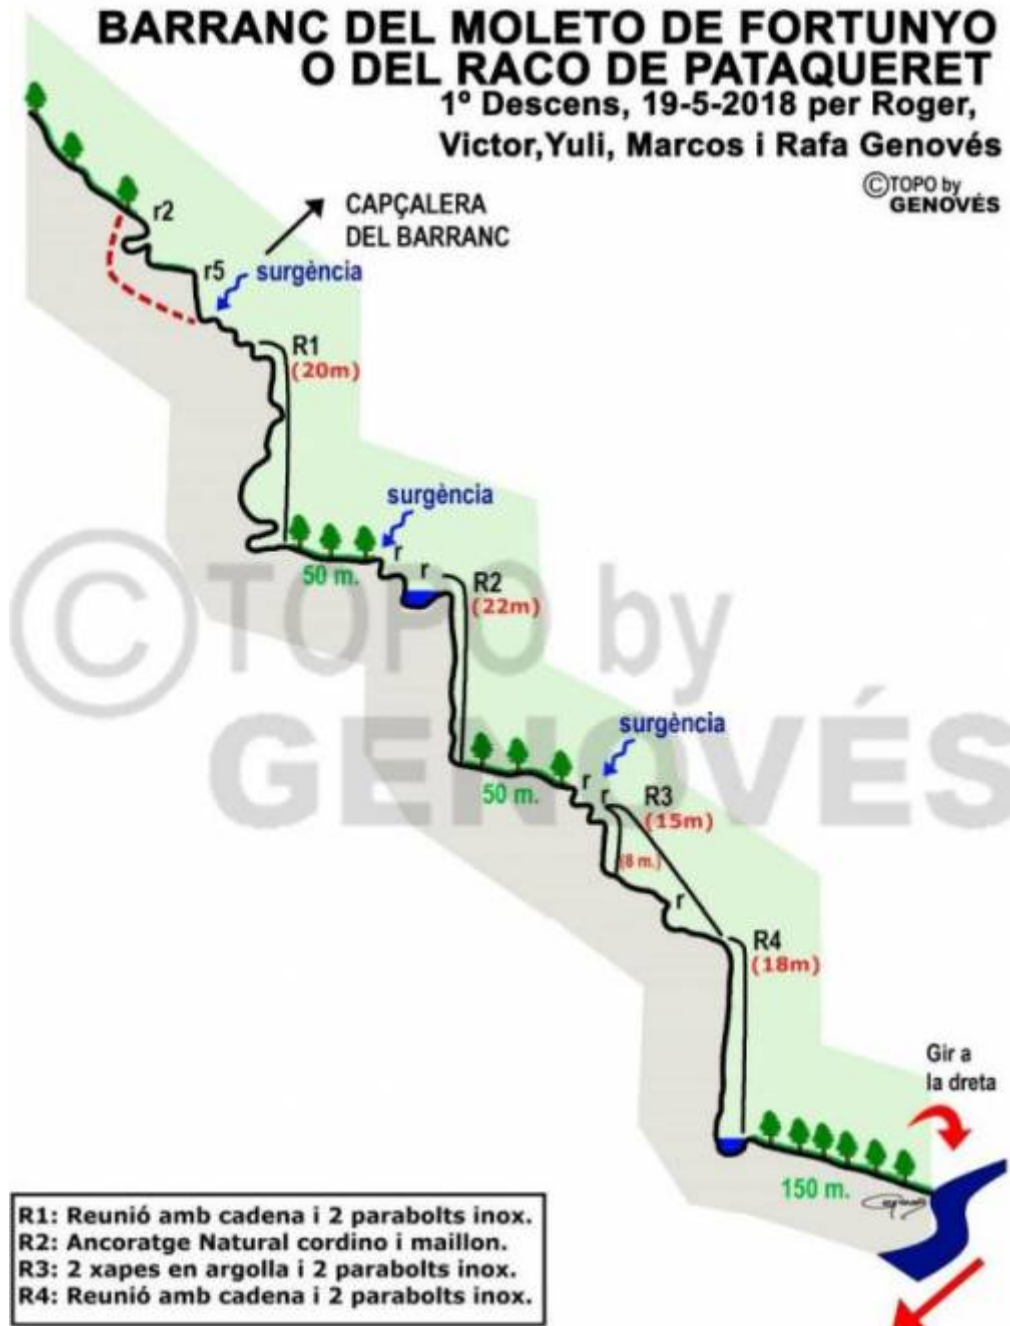 BARRANC DEL MOLETO DE FORTUNYO
O DEL RACO DE PATAQUERET
1º Descens, 19-5-2018 per Roger,
Victor,Yuli, Marcos i Rafa Genovés
©TOPO by
GENOVÉS
r2
CAPÇALERA
DEL BARRANC
r5
surgència
R1
(20m)
surgència
r
r
50 m.
R2
(22m)
© TOPO by
GENOVÉS
surgència
r
r
50 m.
R3
(15m)
(8 m.)
r
R4
(18m)
Gir a
la dreta
150 m.
R1: Reunió amb cadena i 2 parabolts inox.
R2: Ancoratge Natural cordino i maillon.
R3: 2 xapes en argolla i 2 parabolts inox.
R4: Reunió amb cadena i 2 parabolts inox.